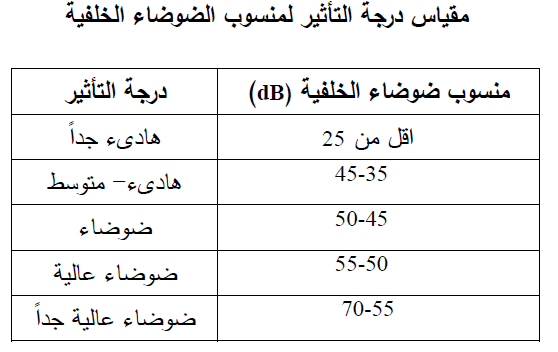 مقياس درجة التأثير لمنسوب الضوضاء الخلفية
منسوب ضوضاء الخلفية (dB) درجة التأثير
اقل من 25 هادىء جداً
45-35 هادىء– متوسط
50-45 ضوضاء
55-50 ضوضاء عالية
70-55 ضوضاء عالية جداً